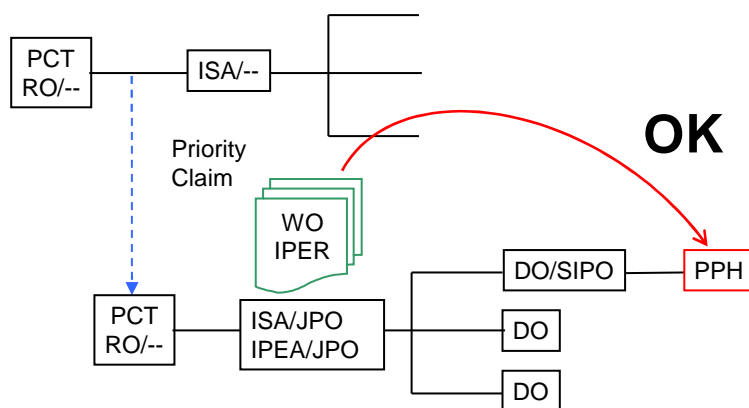 PCT
RO/--
ISA/--
OK
Priority
Claim
WO
IPER
DO/SIPO
PPH
PCT
RO/--
ISA/JPO
IPEA/JPO
DO
DO